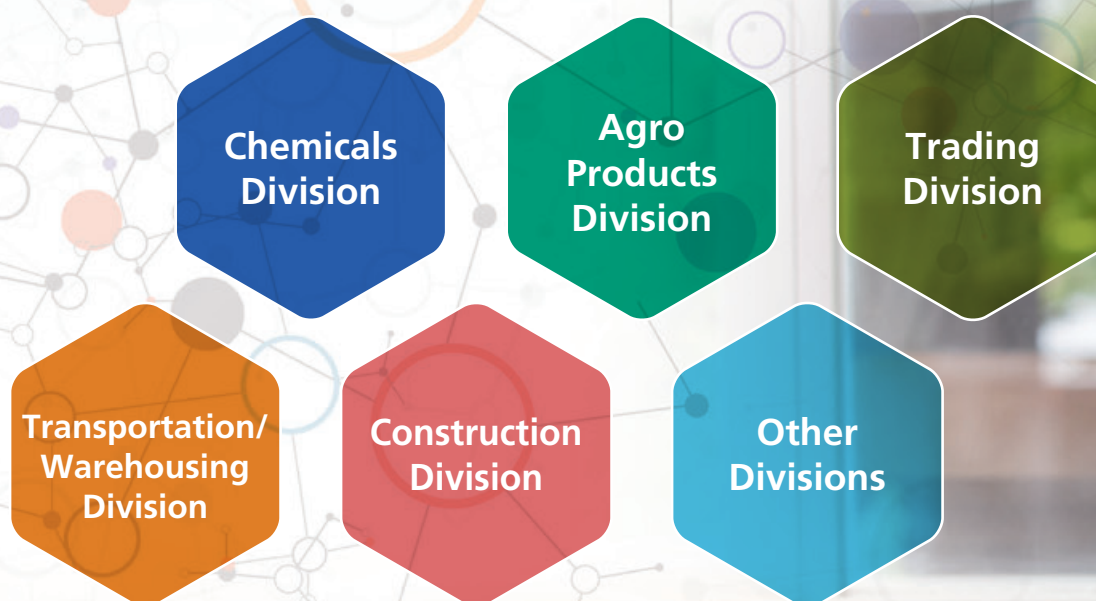 Chemicals
Division
Agro
Products
Division
Trading
Division
Transportation/
Warehousing
Division
Construction
Division
Other
Divisions